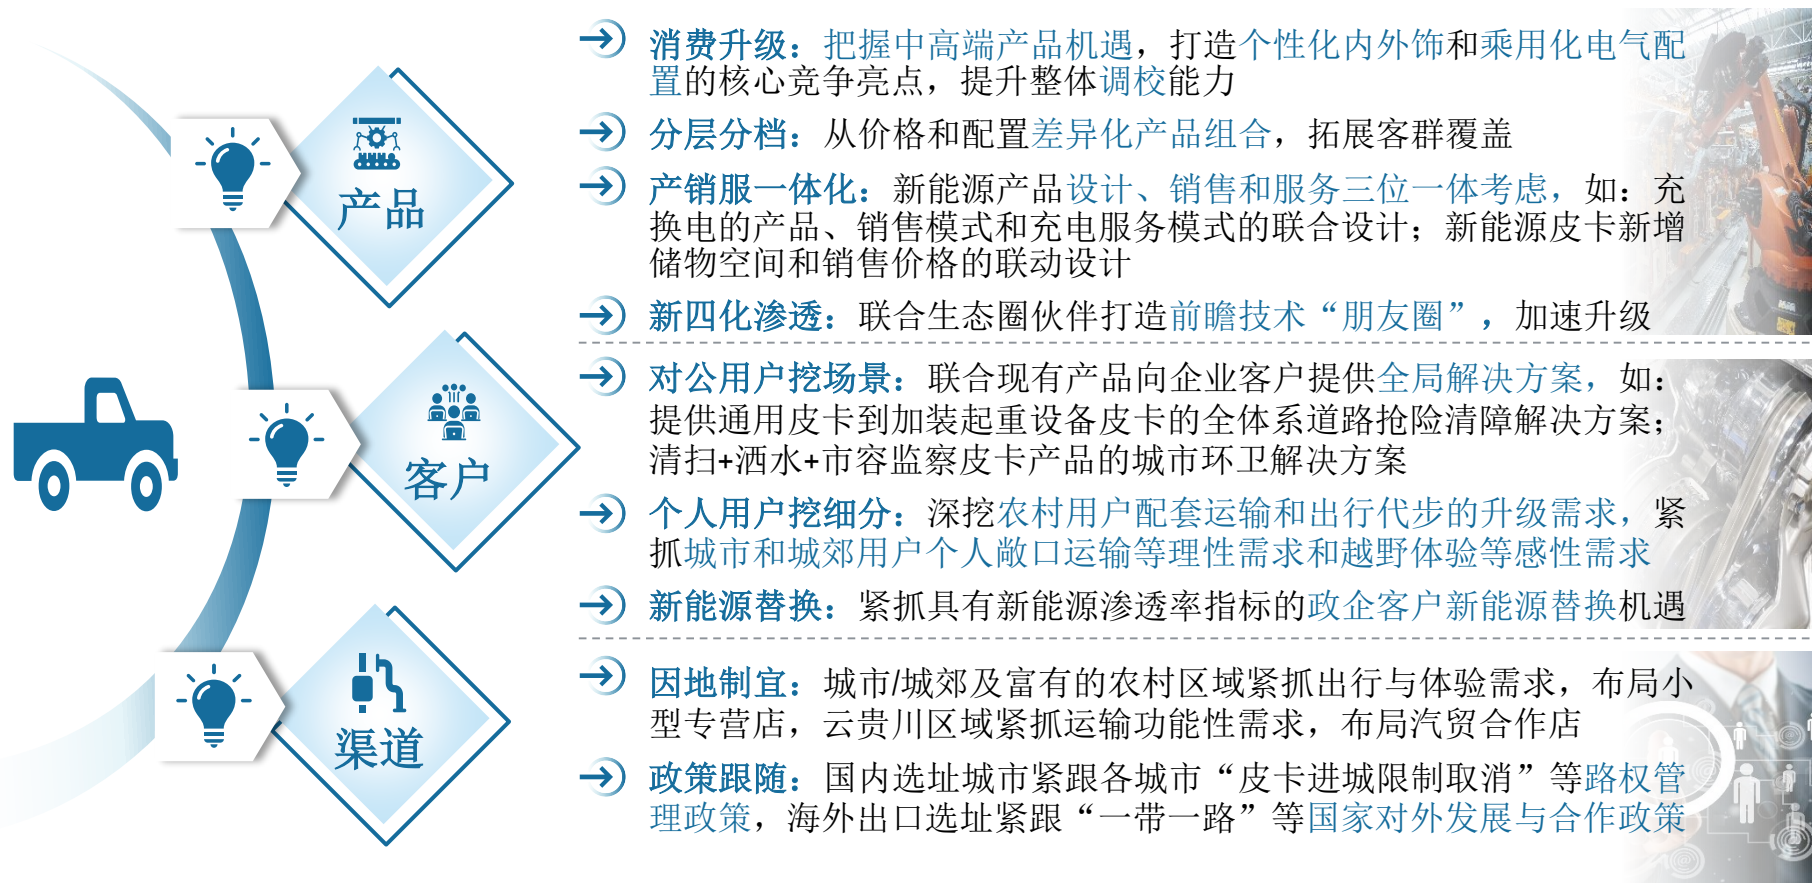 产品
消费升级：把握中高端产品机遇，打造个性化内外饰和乘用化电气配
置的核心竞争亮点，提升整体调校能力
分层分档：从价格和配置差异化产品组合，拓展客群覆盖
产销服一体化：新能源产品设计、销售和服务三位一体考虑，如：充
换电的产品、销售模式和充电服务模式的联合设计；新能源皮卡新增
储物空间和销售价格的联动设计
新四化渗透：联合生态圈伙伴打造前瞻技术“朋友圈”，加速升级
客户
对公用户挖场景：联合现有产品向企业客户提供全局解决方案，如：
提供通用皮卡到加装起重设备皮卡的全体系道路抢险清障解决方案；
清扫+洒水+市容监察皮卡产品的城市环卫解决方案
个人用户挖细分：深挖农村用户配套运输和出行代步的升级需求，紧
抓城市和城郊用户个人敞口运输等理性需求和越野体验等感性需求
新能源替换：紧抓具有新能源渗透率指标的政企客户新能源替换机遇
渠道
因地制宜：城市/城郊及富有的农村区域紧抓出行与体验需求，布局小
型专营店，云贵川区域紧抓运输功能性需求，布局汽贸合作店
政策跟随：国内选址城市紧跟各城市“皮卡进城限制取消”等路权管
理政策，海外出口选址紧跟“一带一路”等国家对外发展与合作政策